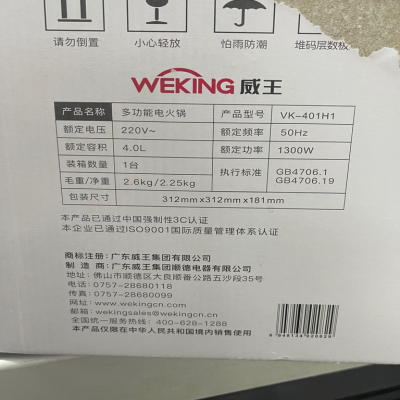 请勿倒置 小心轻放 怕雨防潮 堆码层数极
WEKING 威王
产品名称 多功能电火锅 产品型号 VK-401H1
额定电压 220V~ 额定频率 50Hz
额定容积 4.0L 额定功率 1300W
装箱数量 1台 执行标准 GB4706.1
毛重/净重 2.6kg/2.25kg GB4706.19
包装尺寸 312mmx312mmx181mm
本产品已通过中国强制性3C认证
本企业已通过ISO9001国际质量管理体系认证
商标注册：广东威王集团有限公司
制 造 商：广东威王集团顺德电器有限公司
地址：佛山市顺德区大良顺番公路五沙段35号
电话：0757-28680118
传真：0757-28680099
网址：www.wekingcn.com
邮箱：wekingsales@wekingcn.com
全国统一服务热线：400-628-1288
本产品仅限在中华人民共和国境内销售使用